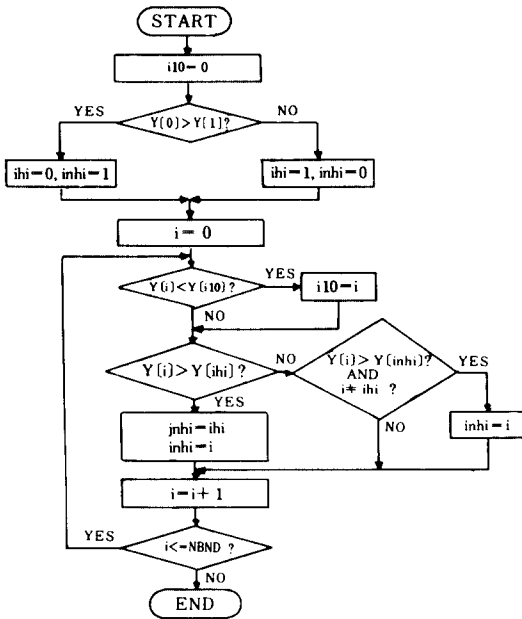 START
i10=0
Y(0)>Y(1)?
YES
NO
ihi=0, inhi=1
ihi=1, inhi=0
i = 0
Y(i)<Y(i10)?
YES
i10=i
NO
Y(i)>Y(ihi)?
NO
Y(i)>Y(inhi)?
AND
i≠ihi ?
YES
YES
jnhi=ihi
inhi=i
NO
inhi=i
i=i+1
YES
i<=NBND ?
NO
END